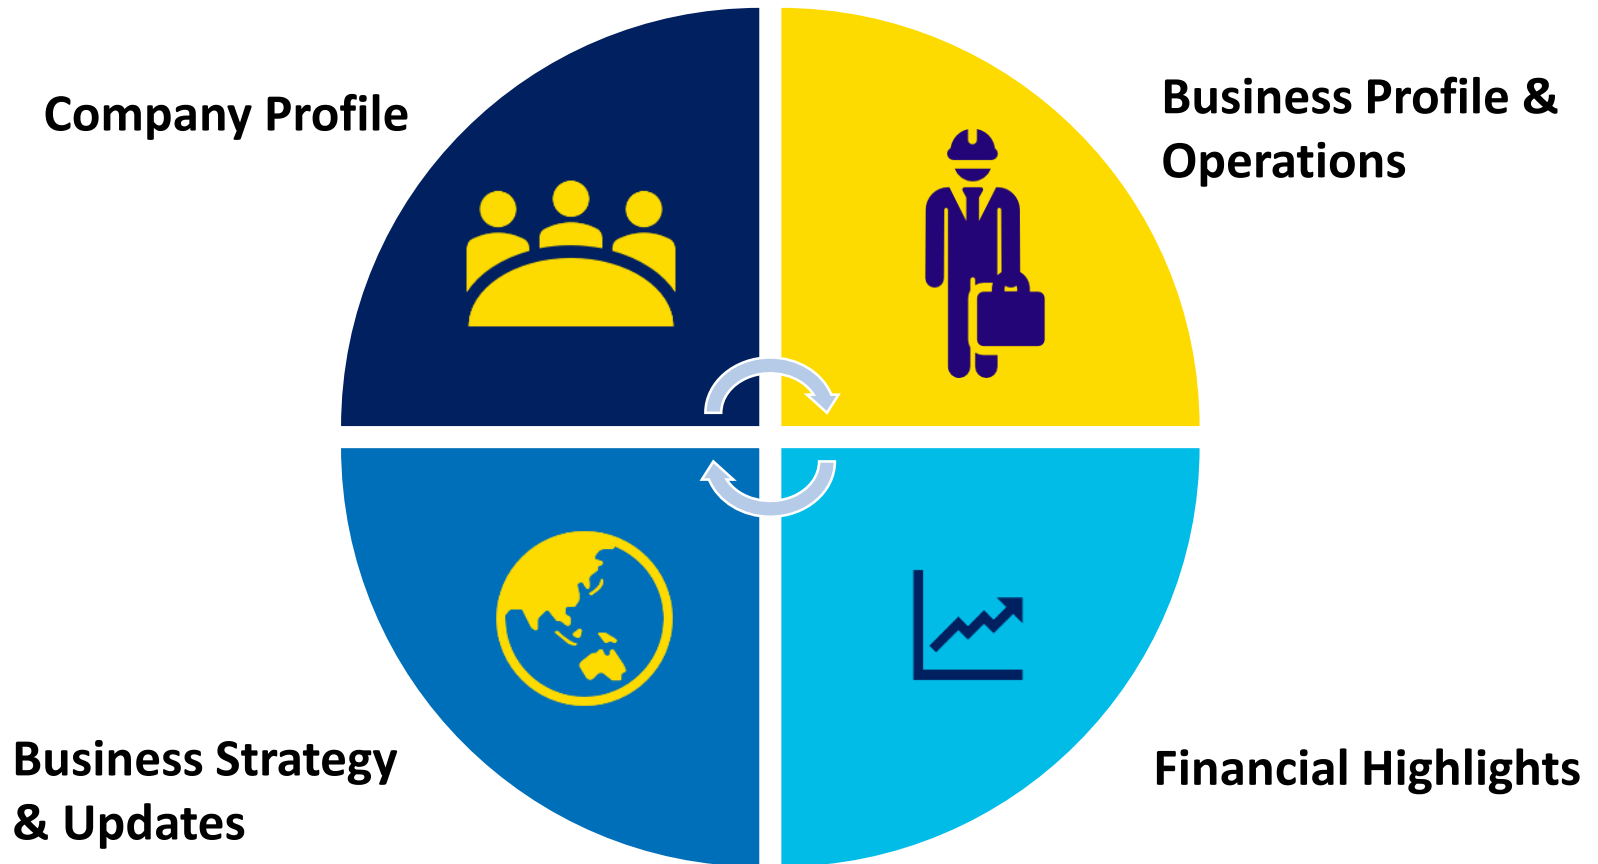 Company Profile
Business Profile &
Operations
Business Strategy
& Updates
Financial Highlights